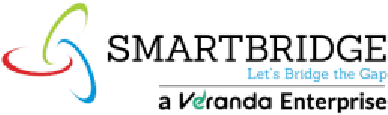 SMARTBRIDGE
Let's Bridge the Gap
a Veranda Enterprise